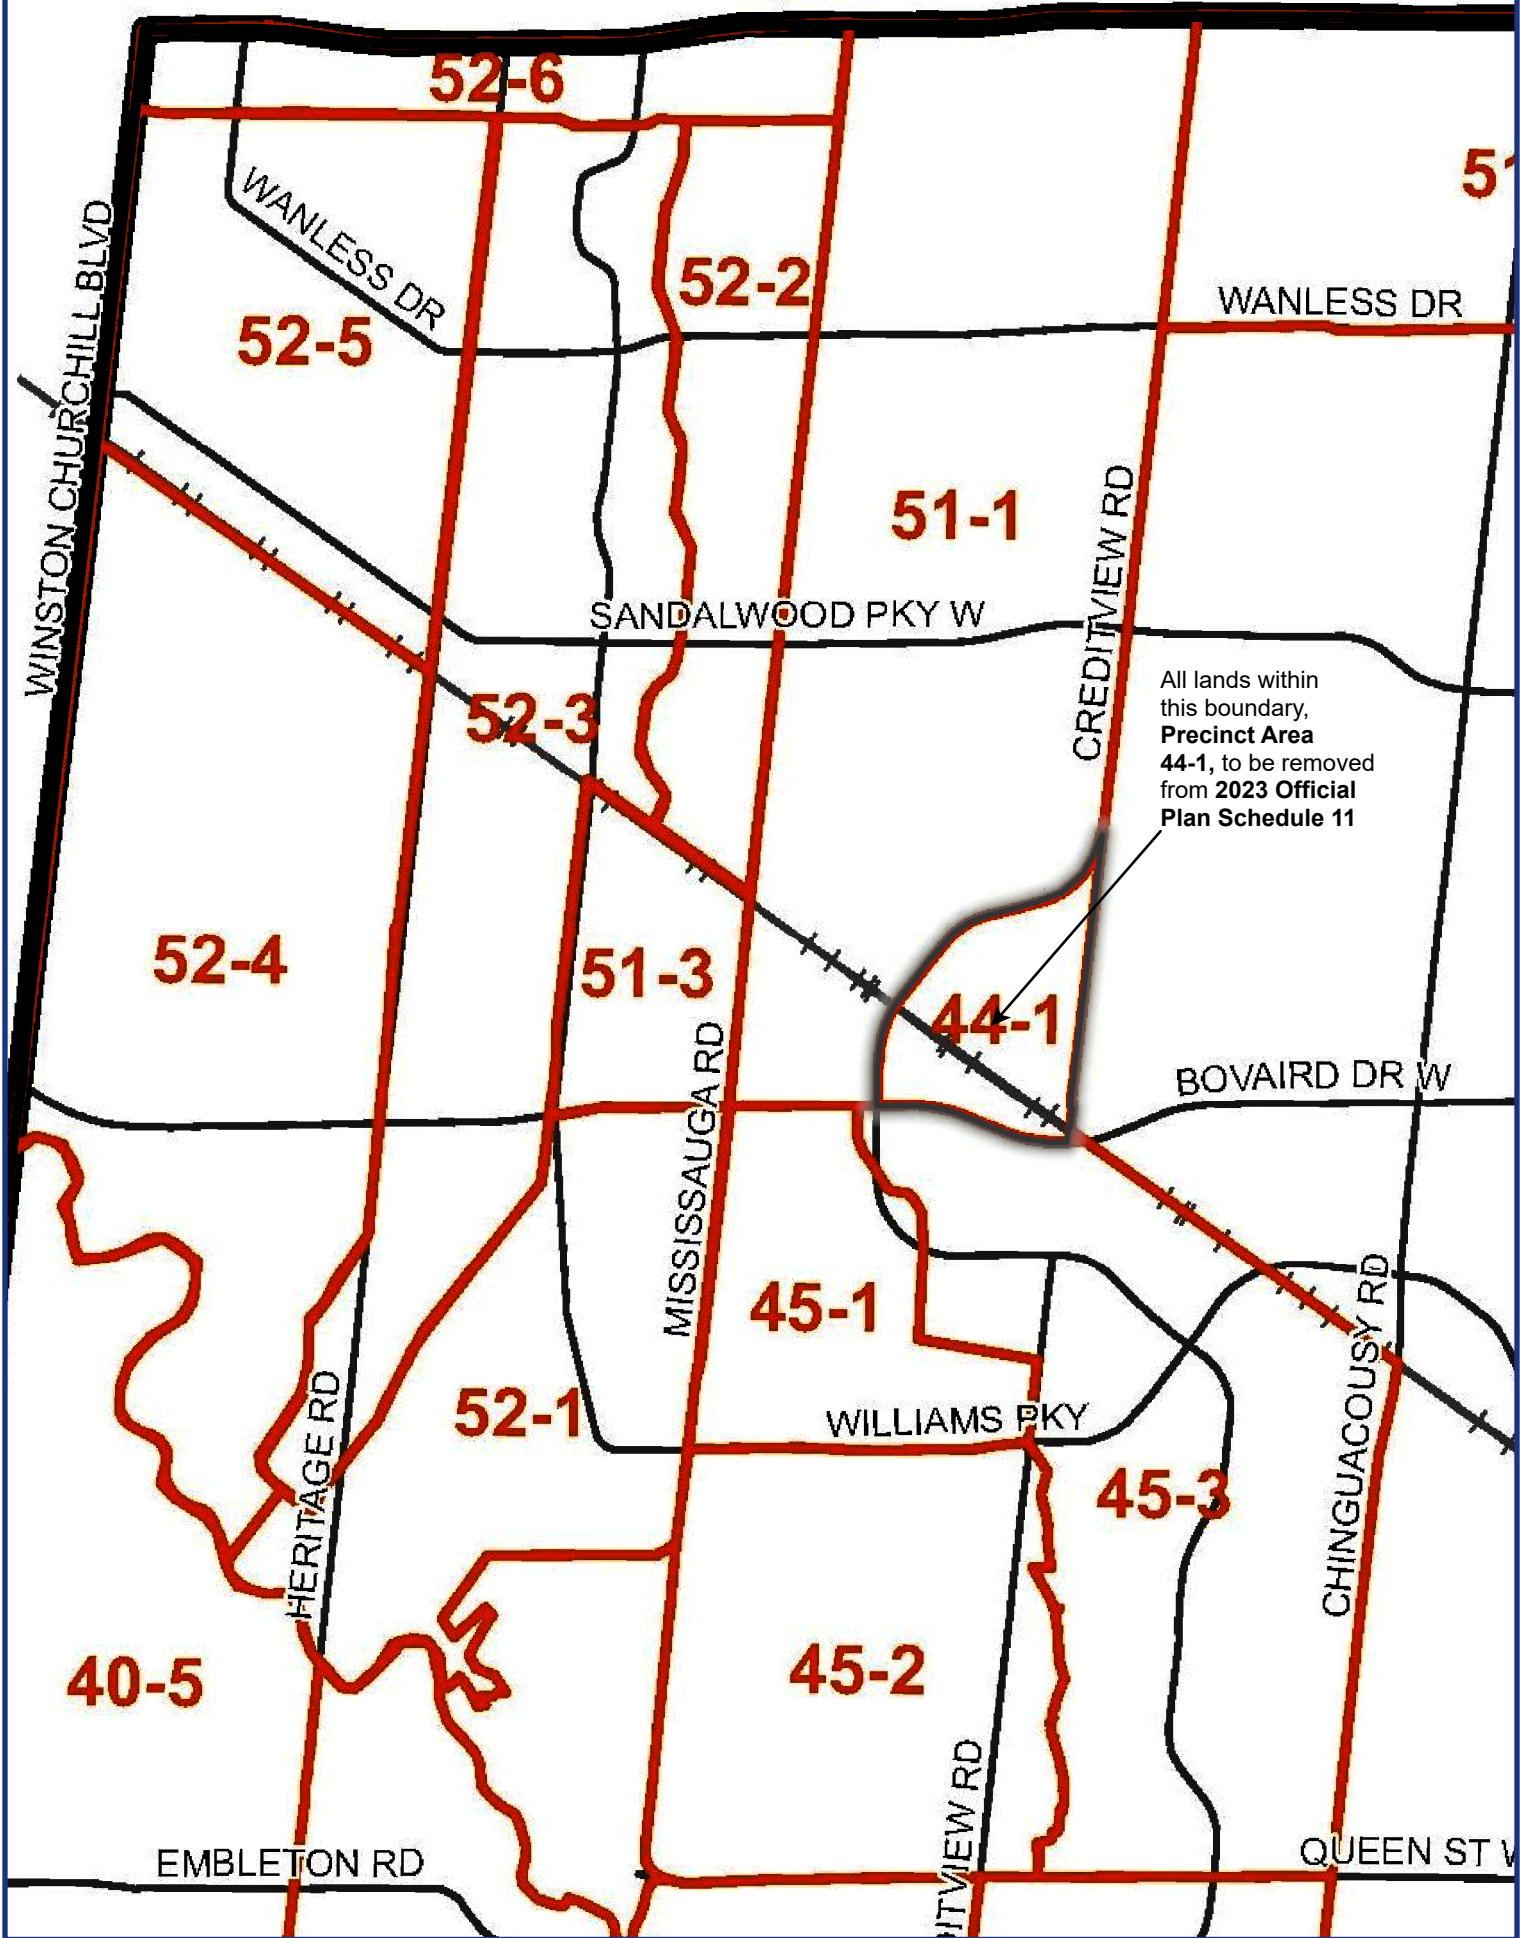 52-6
51
WANLESS DR
52-2
WANLESS DR
52-5
WINSTON CHURCHILL BLVD
51-1
CREDITVIEW RD
SANDALWOOD PKY W
All lands within
this boundary,
Precinct Area
44-1, to be removed
from 2023 Official
Plan Schedule 11
52-3
52-4
51-3
44-1
MISSISSAUGA RD
BOVAIRD DR W
45-1
CHINGUACOUSY RD
52-1
WILLIAMS PKY
HERITAGE RD
45-3
40-5
45-2
ITVIEW RD
EMBLETON RD
QUEEN ST